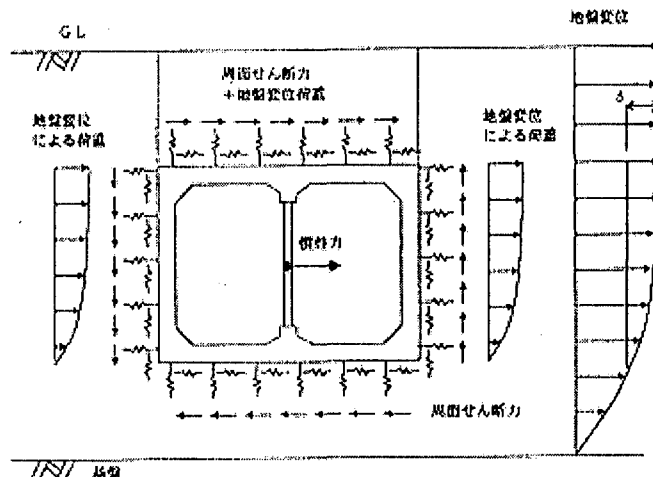 地盤変位
GL
周面せん断力
+地盤変位荷重
地盤変位
による荷重
地盤変位
による荷重
δ
慣性力
周面せん断力
基盤